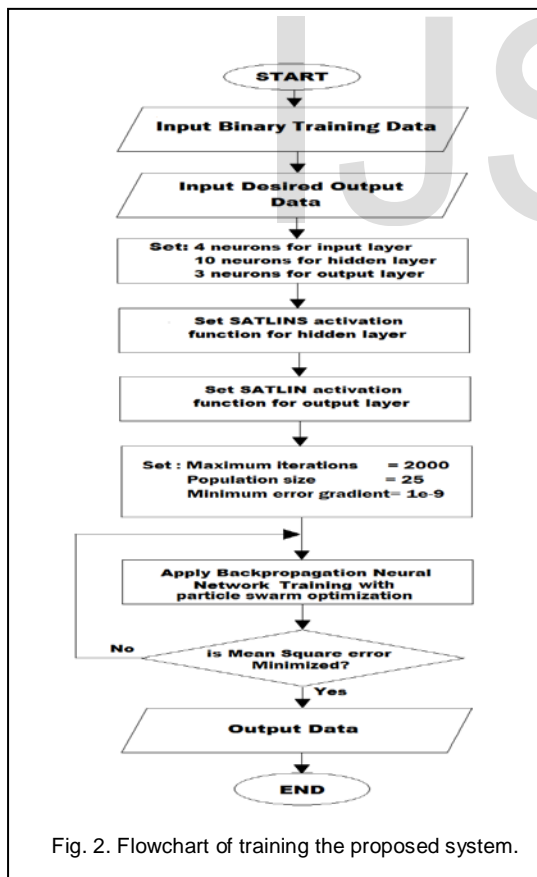 IJS
START
Input Binary Training Data
Input Desired Output
Data
Set: 4 neurons for input layer
10 neurons for hidden layer
3 neurons for output layer
Set SATLINS activation
function for hidden layer
Set SATLIN activation
function for output layer
Set : Maximum iterations = 2000
Population size = 25
Minimum error gradient= 1e-9
Apply Backpropagation Neural
Network Training with
particle swarm optimization
No
is Mean Square error
Minimized?
Yes
Output Data
END
Fig. 2. Flowchart of training the proposed system.